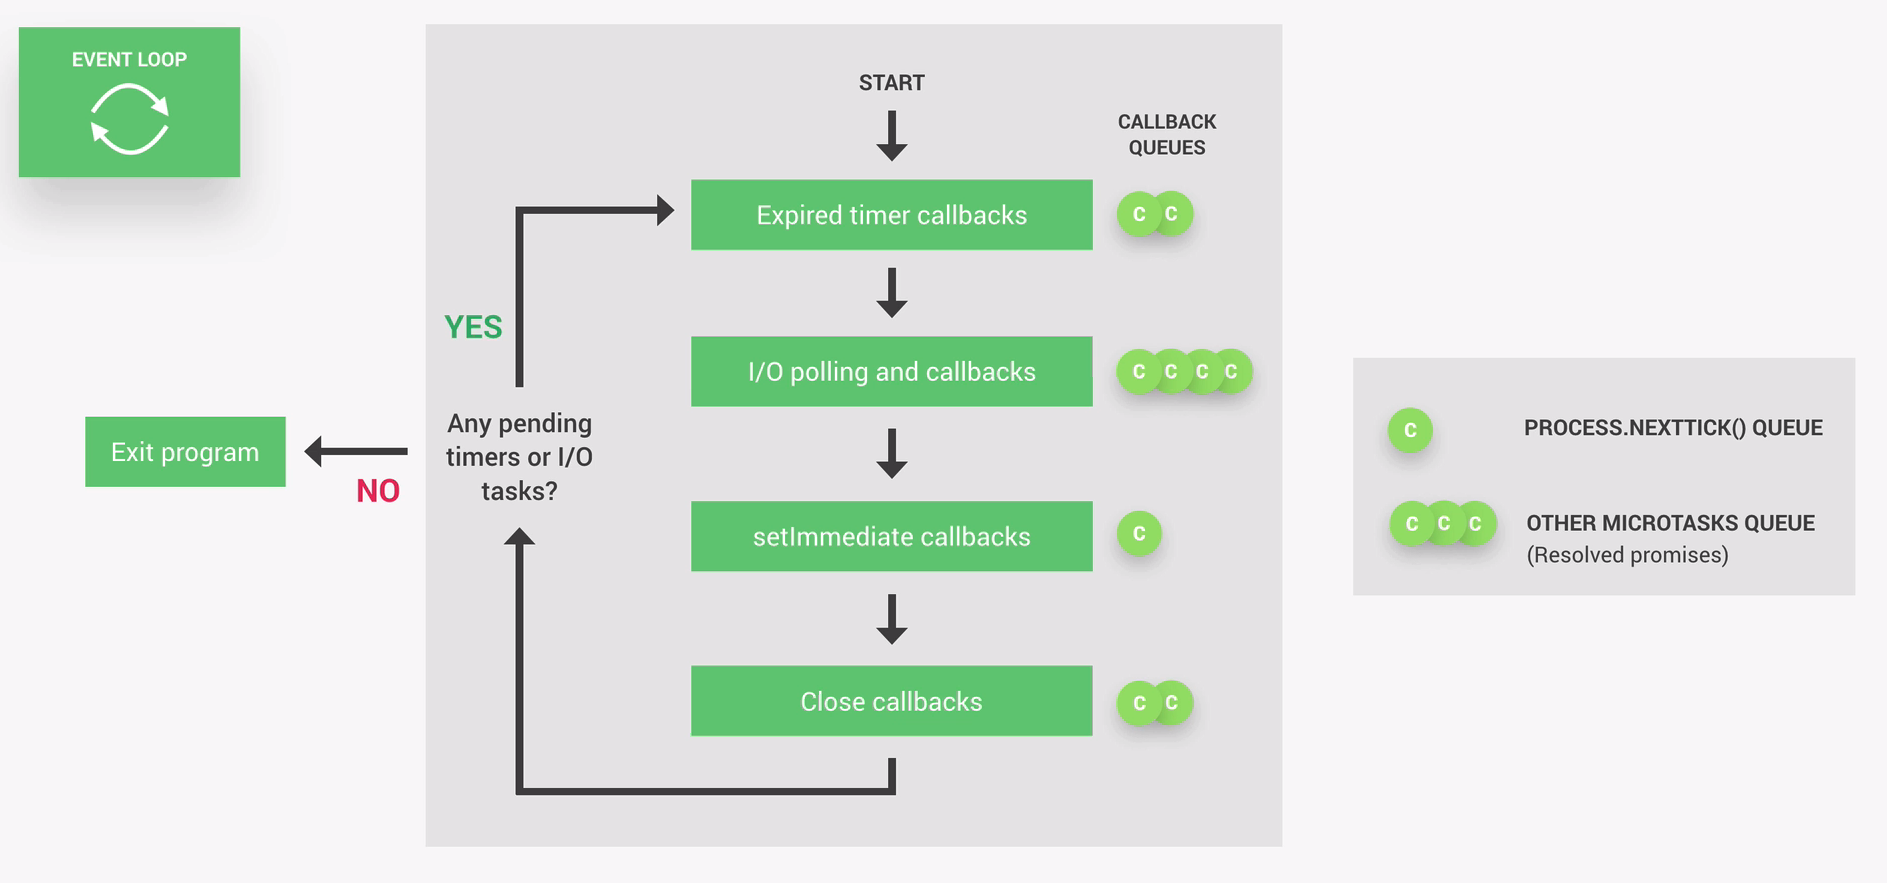 EVENT LOOP
START
CALLBACK
QUEUES
Expired timer callbacks
C C
YES
I/O polling and callbacks
C C C C
Any pending
timers or I/O
tasks?
Exit program
NO
setImmediate callbacks
C
Close callbacks
C C
C
PROCESS.NEXTTICK() QUEUE
C C C
OTHER MICROTASKS QUEUE
(Resolved promises)